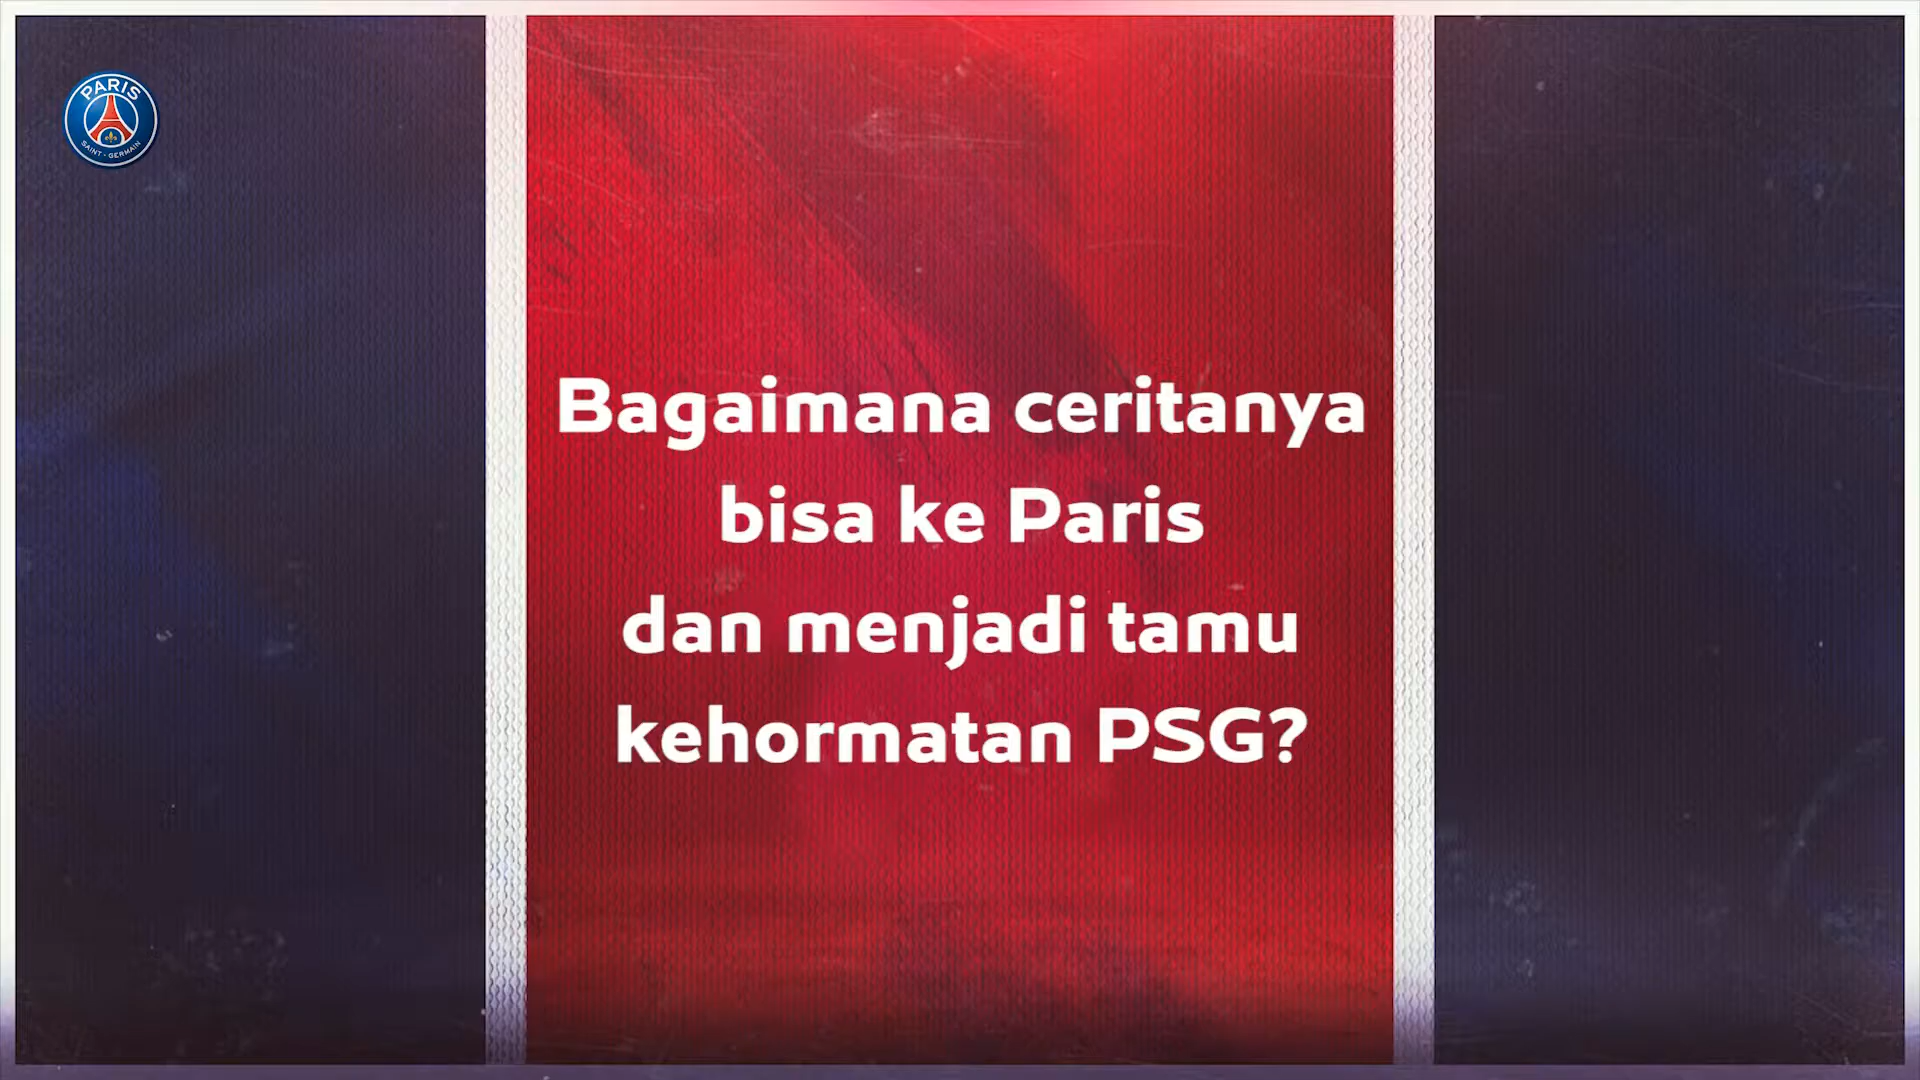 PARIS
SAINT-GERMAIN
Bagaimana ceritanya
bisa ke Paris
dan menjadi tamu
kehormatan PSG?